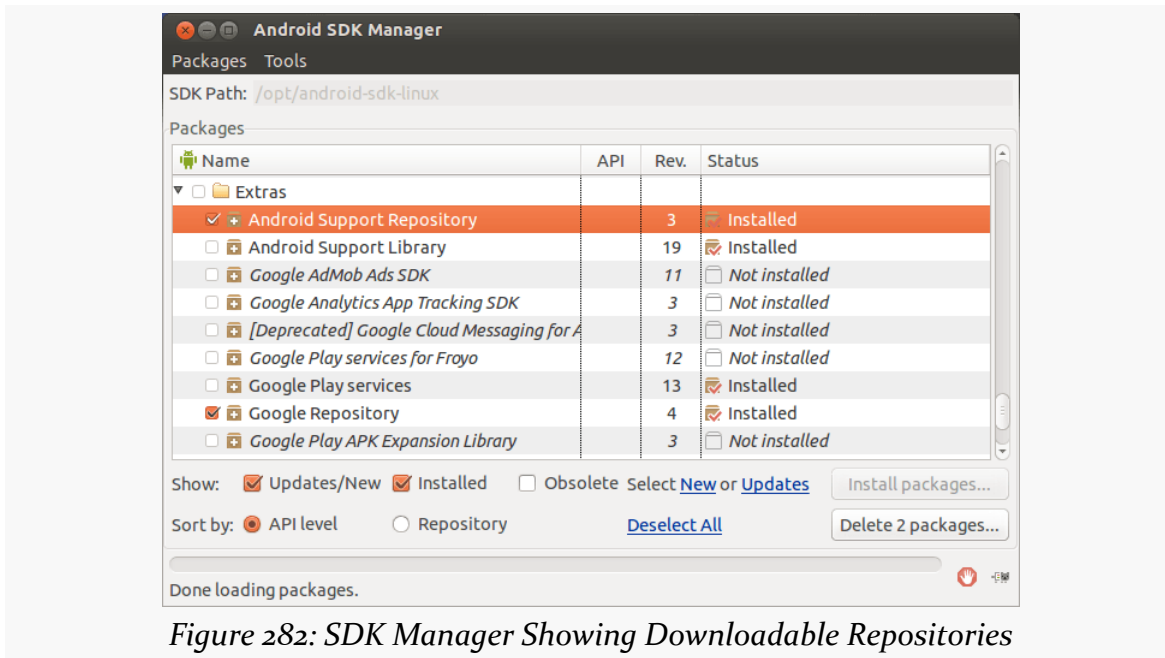 Android SDK Manager
Packages Tools
SDK Path: /opt/android-sdk-linux
Packages
Name API Rev. Status
Extras
Android Support Repository 3 Installed
Android Support Library 19 Installed
Google AdMob Ads SDK 11 Not installed
Google Analytics App Tracking SDK 3 Not installed
[Deprecated] Google Cloud Messaging for A 3 Not installed
Google Play services for Froyo 12 Not installed
Google Play services 13 Installed
Google Repository 4 Installed
Google Play APK Expansion Library 3 Not installed
Show: Updates/New Installed Obsolete Select New or Updates Install packages...
Sort by: API level Repository Deselect All Delete 2 packages...
Done loading packages.
Figure 282: SDK Manager Showing Downloadable Repositories